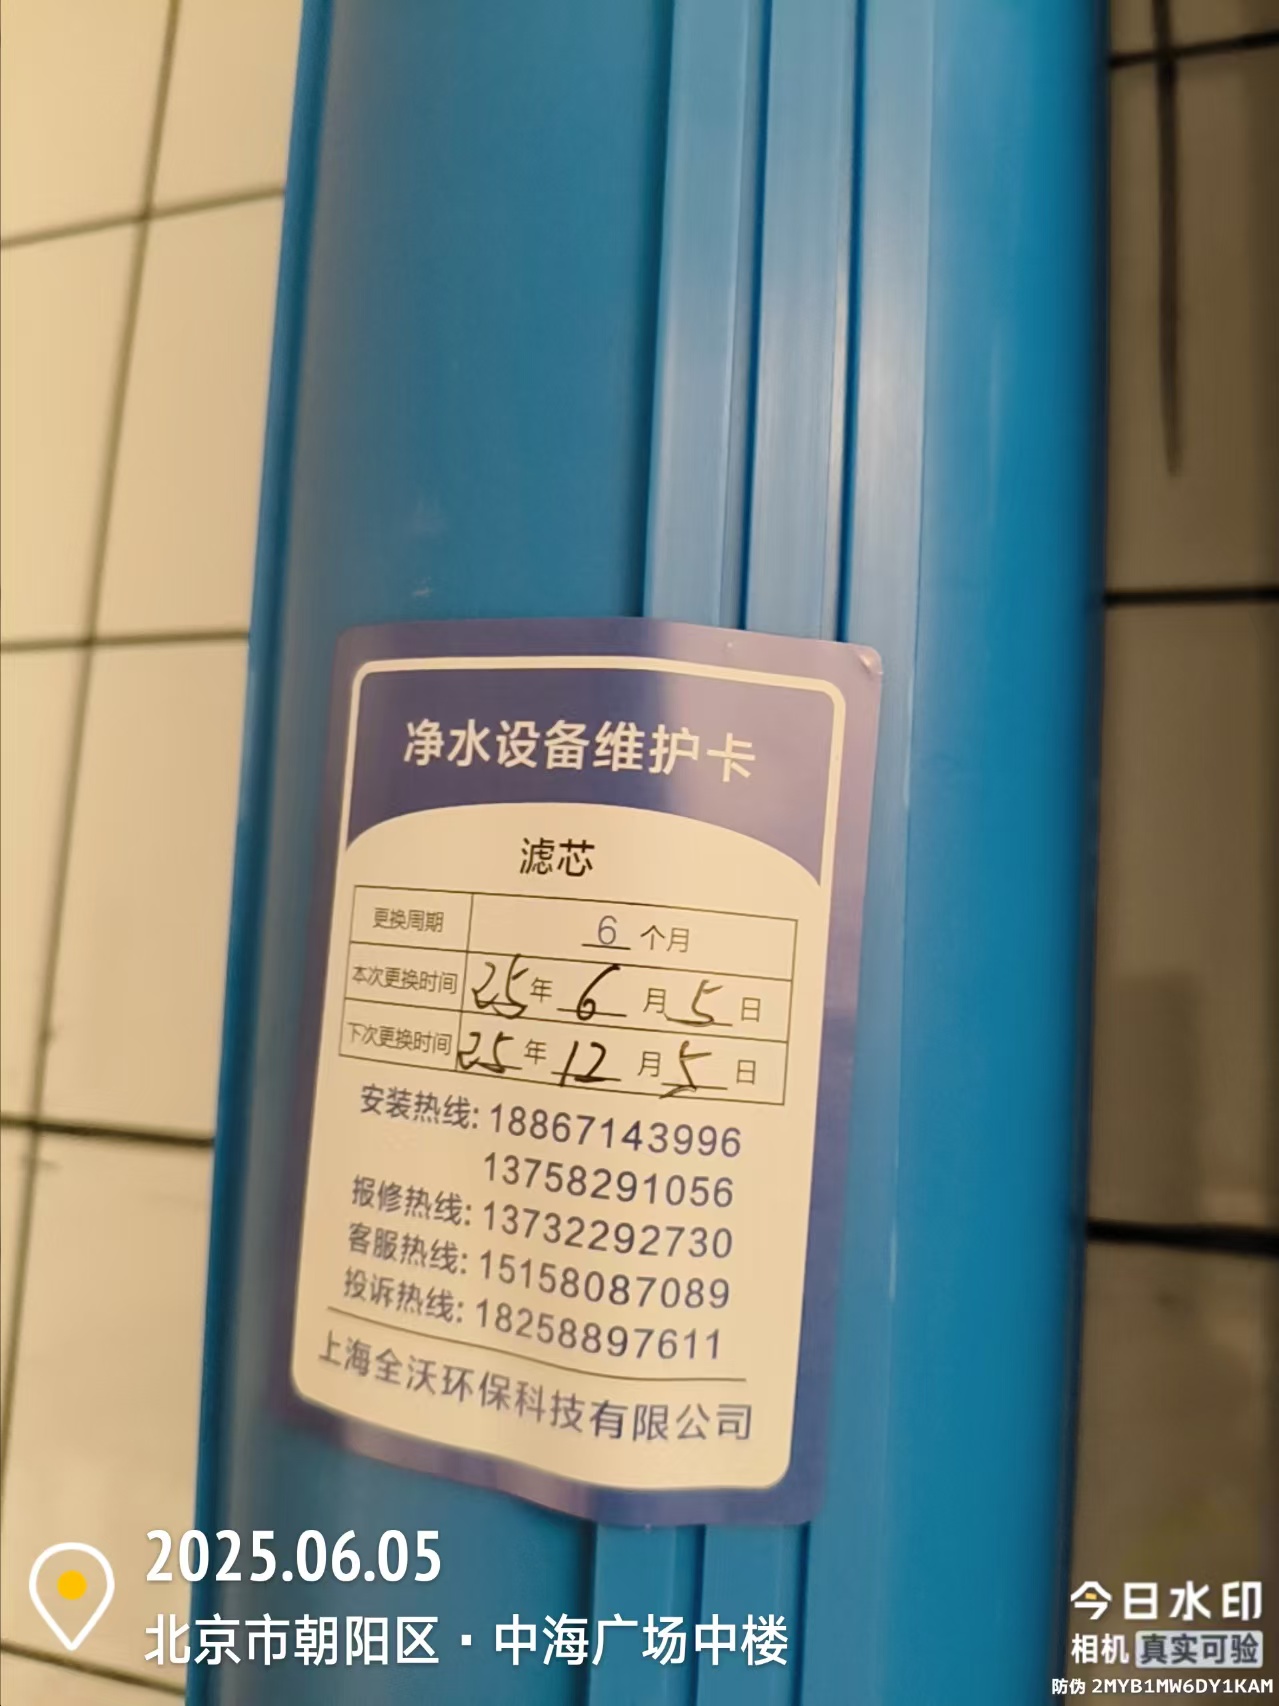 净水设备维护卡
滤芯
更换周期 6 个月
本次更换时间 25 年 6 月 5 日
下次更换时间 25 年 12 月 5 日
安装热线: 18867143996
13758291056
报修热线: 13732292730
客服热线: 15158087089
投诉热线: 18258897611
上海全沃环保科技有限公司
2025.06.05
北京市朝阳区·中海广场中楼
今日水印
相机 真实可验
防伪 2MYB1MW6DY1KAM